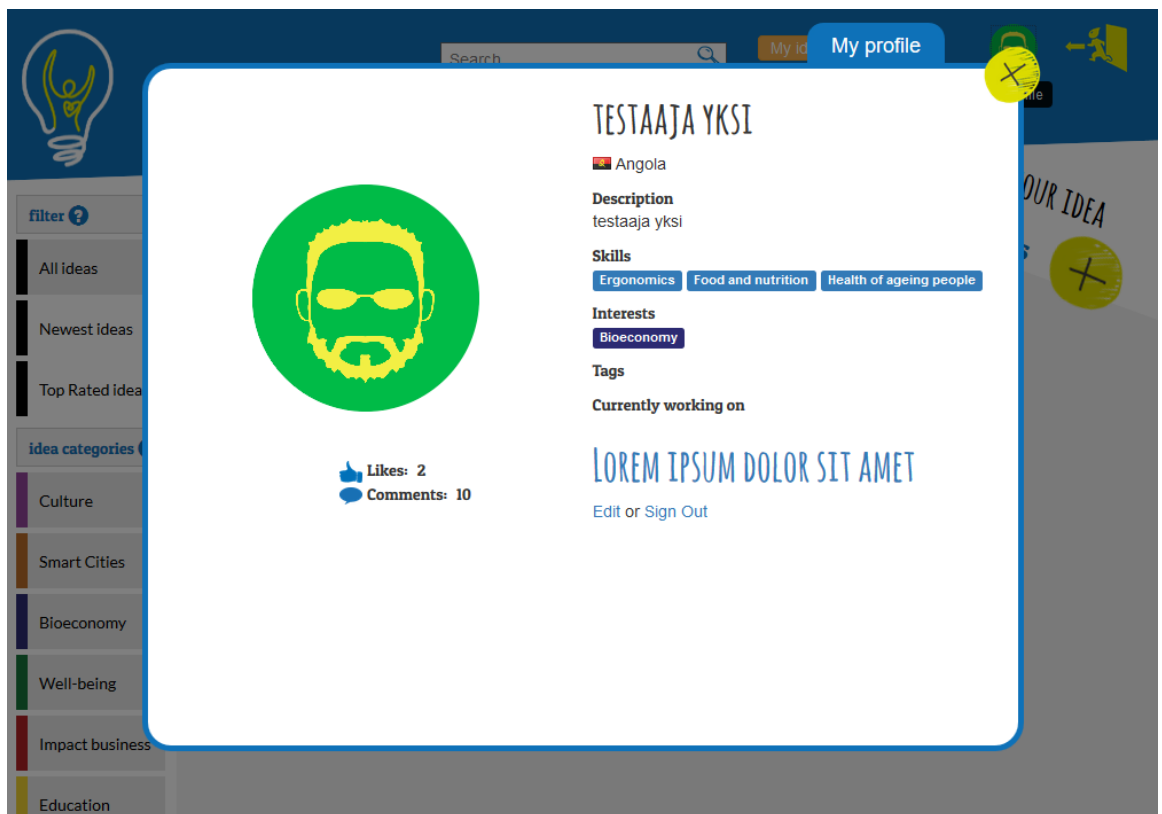 Search
My id
My profile
file
TESTAAJA YKSI
Angola
Description
testaaja yksi
Skills
Ergonomics Food and nutrition Health of ageing people
Interests
Bioeconomy
Tags
Currently working on
LOREM IPSUM DOLOR SIT AMET
Edit or Sign Out
Likes: 2
Comments: 10
OUR IDEA
filter ?
All ideas
Newest ideas
Top Rated idea
idea categories
Culture
Smart Cities
Bioeconomy
Well-being
Impact business
Education